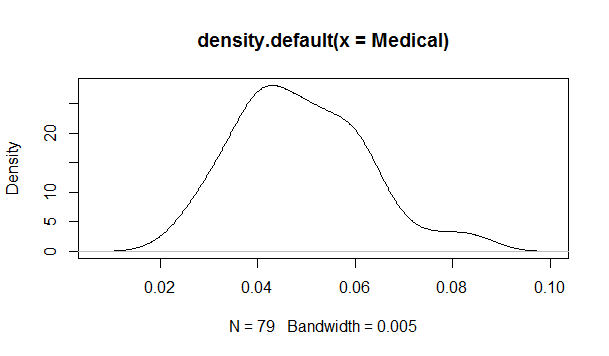 density.default(x = Medical)
Density
20
10
5
0
0.02 0.04 0.06 0.08 0.10
N = 79 Bandwidth = 0.005